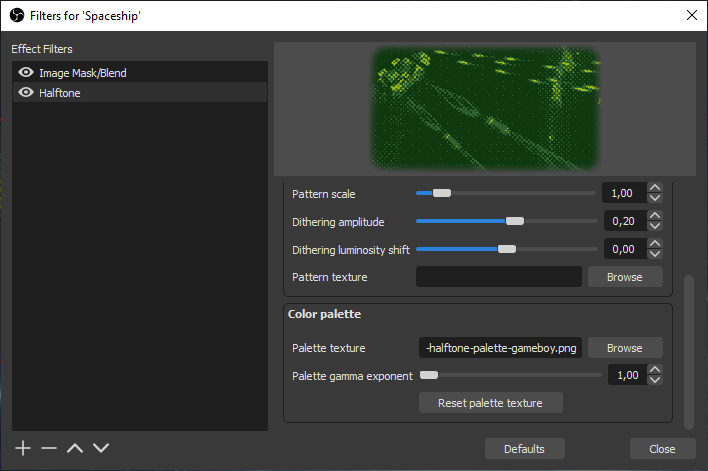 Filters for 'Spaceship'
Effect Filters
Image Mask/Blend
Halftone
Pattern scale 1,00
Dithering amplitude 0,20
Dithering luminosity shift 0,00
Pattern texture Browse
Color palette
Palette texture -halftone-palette-gameboy.png Browse
Palette gamma exponent 1,00
Reset palette texture
Defaults Close